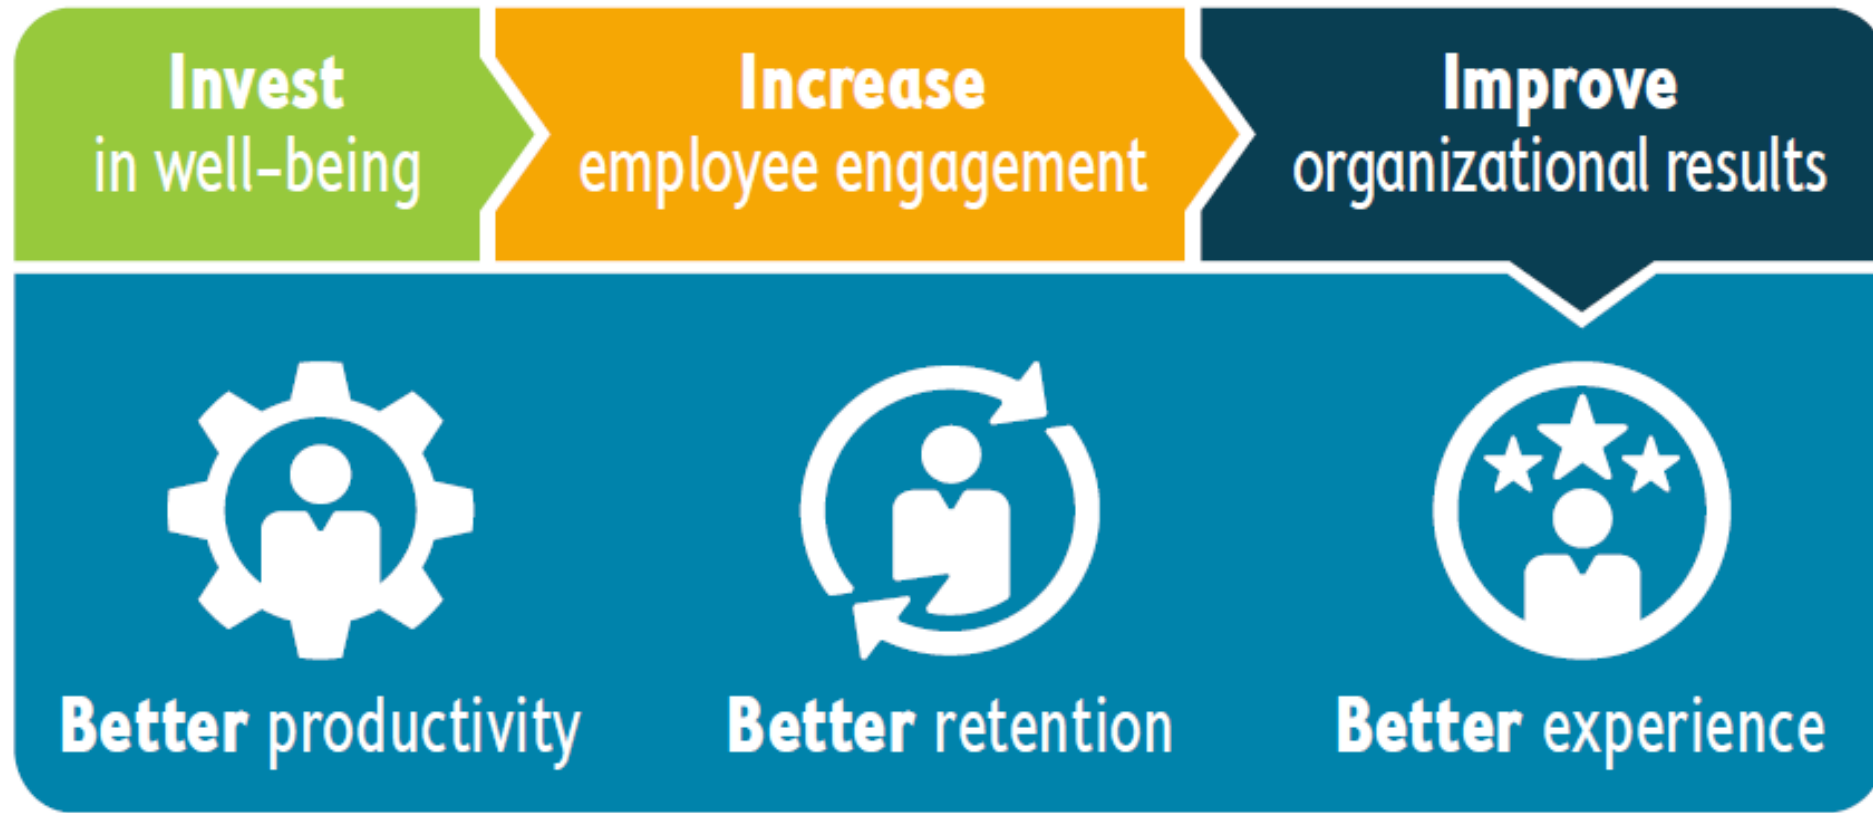 Invest
in well-being
Increase
employee engagement
Improve
organizational results
Better productivity
Better retention
Better experience